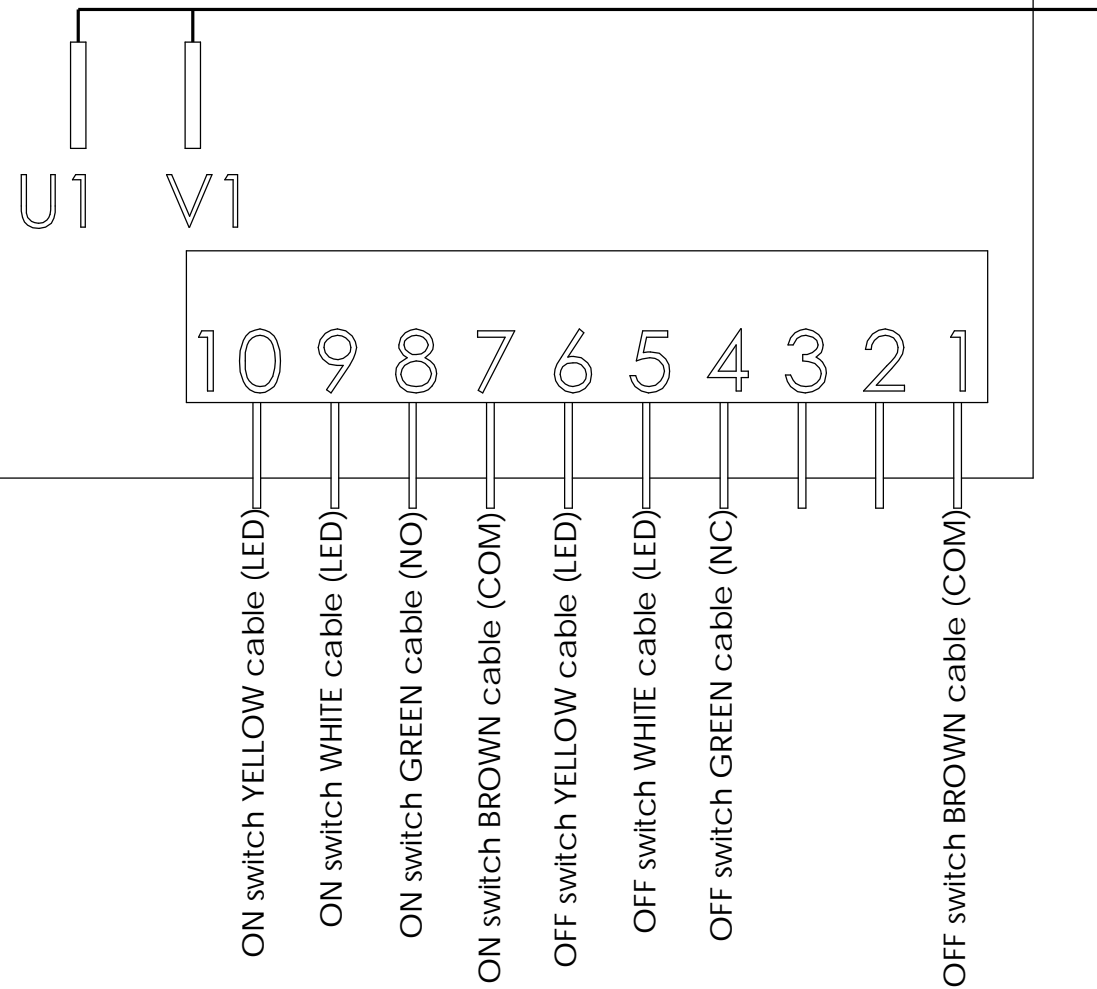 U1 V1
10 9 8 7 6 5 4 3 2 1
ON switch YELLOW cable (LED)
ON switch WHITE cable (LED)
ON switch GREEN cable (NO)
ON switch BROWN cable (COM)
OFF switch YELLOW cable (LED)
OFF switch WHITE cable (LED)
OFF switch GREEN cable (NC)
OFF switch BROWN cable (COM)